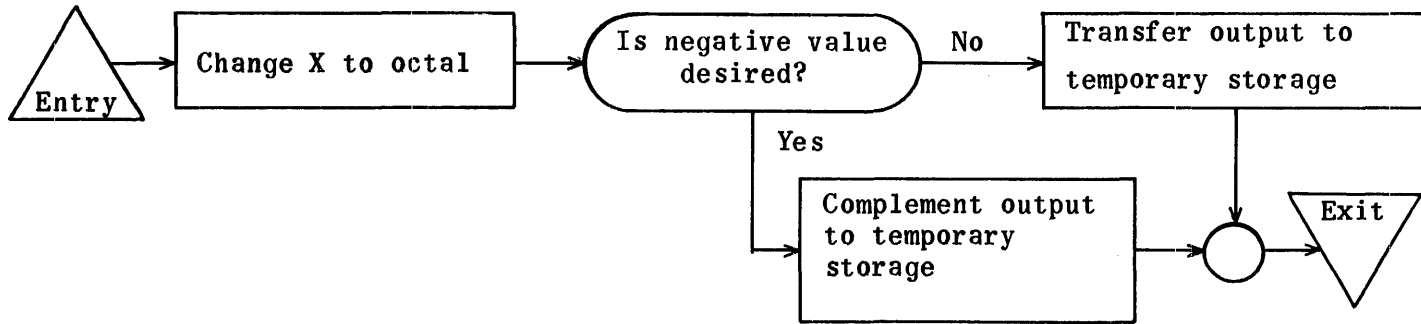 Entry
Change X to octal
Is negative value
desired?
No
Transfer output to
temporary storage
Yes
Complement output
to temporary
storage
Exit